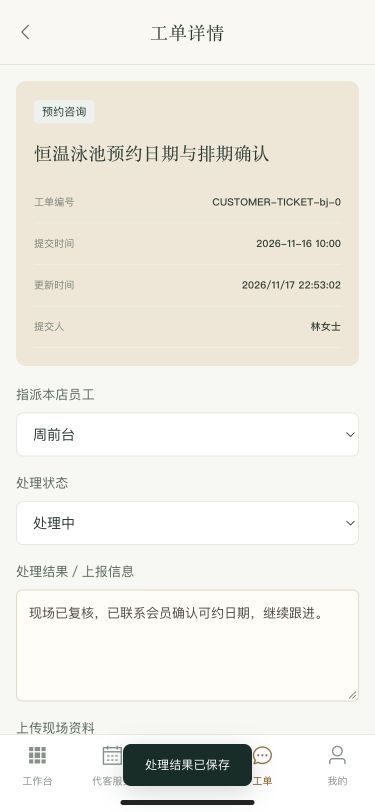 工单详情
预约咨询
恒温泳池预约日期与排期确认
工单编号 CUSTOMER-TICKET-bj-0
提交时间 2026-11-16 10:00
更新时间 2026/11/17 22:53:02
提交人 林女士
指派本店员工
周前台
处理状态
处理中
处理结果 / 上报信息
现场已复核，已联系会员确认可约日期，继续跟进。
上传现场资料
处理结果已保存
工作台 代客服 工单 我的